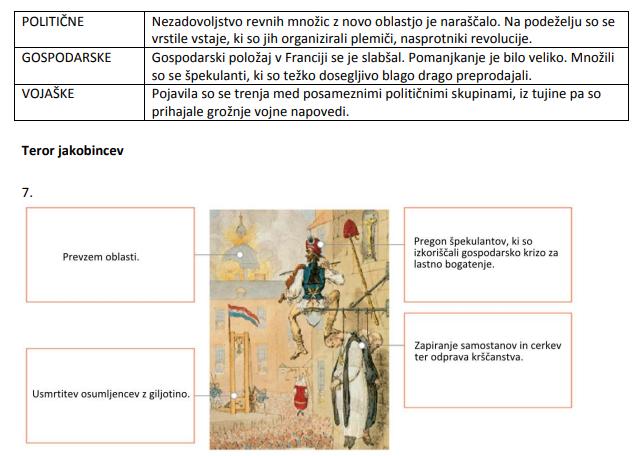 POLITIČNE
Nezadovoljstvo revnih množic z novo oblastjo je naraščalo. Na podeželju so se
vrstile vstaje, ki so jih organizirali plemiči, nasprotniki revolucije.
GOSPODARSKE
Gospodarski položaj v Franciji se je slabšal. Pomanjkanje je bilo veliko. Množili
so se špekulanti, ki so težko dosegljivo blago drago preprodajali.
VOJAŠKE
Pojavila so se trenja med posameznimi političnimi skupinami, iz tujine pa so
prihajale grožnje vojne napovedi.
Teror jakobincev
7.
Prevzem oblasti.
Pregon špekulantov, ki so
izkoriščali gospodarsko krizo za
lastno bogatenje.
Zapiranje samostanov in cerkev
ter odprava krščanstva.
Usmrtitev osumljencev z giljotino.